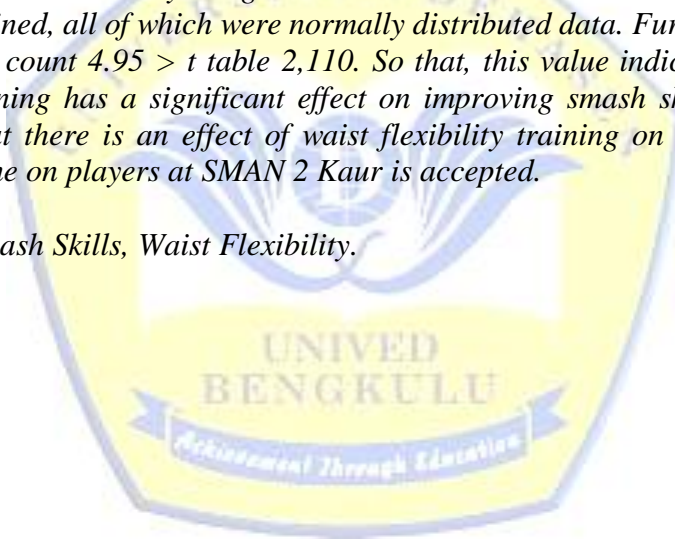 ined, all of which were normally distributed data. Fur
count 4.95 > t table 2,110. So that, this value indic
ning has a significant effect on improving smash sk
t there is an effect of waist flexibility training on
ne on players at SMAN 2 Kaur is accepted.
ash Skills, Waist Flexibility.
UNIVED
BENGKULU
Achievement Through Education